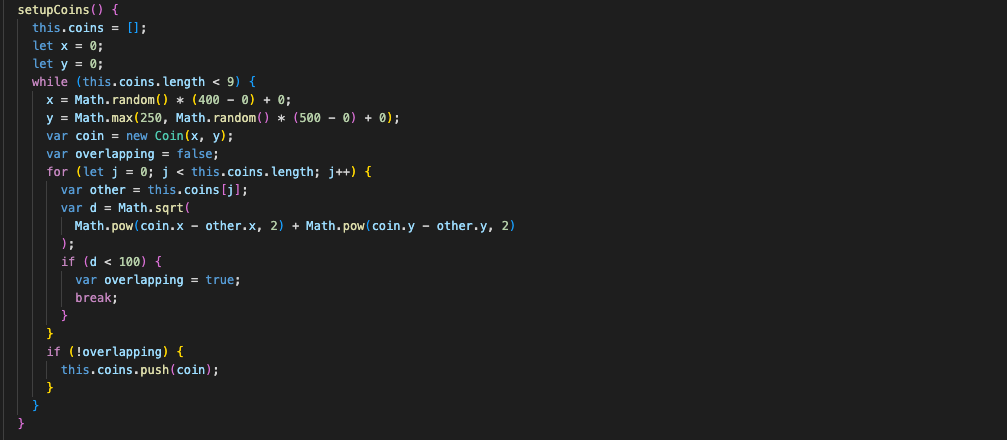 setupCoins() {
this.coins = [];
let x = 0;
let y = 0;
while (this.coins.length < 9) {
x = Math.random() * (400 - 0) + 0;
y = Math.max(250, Math.random() * (500 - 0) + 0);
var coin = new Coin(x, y);
var overlapping = false;
for (let j = 0; j < this.coins.length; j++) {
var other = this.coins[j];
var d = Math.sqrt(
Math.pow(coin.x - other.x, 2) + Math.pow(coin.y - other.y, 2)
);
if (d < 100) {
var overlapping = true;
break;
}
}
if (!overlapping) {
this.coins.push(coin);
}
}
}